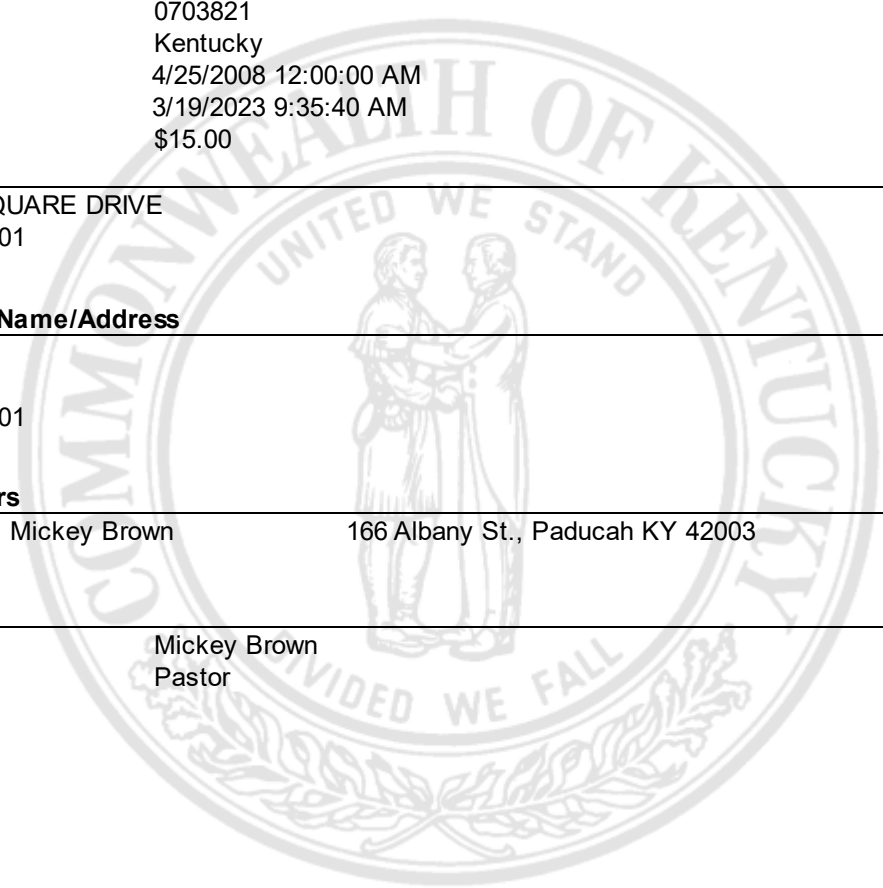 0703821
Kentucky
4/25/2008 12:00:00 AM
3/19/2023 9:35:40 AM
$15.00
QUARE DRIVE
01
Name/Address
01
rs
Mickey Brown 166 Albany St., Paducah KY 42003
Mickey Brown
Pastor
COMMONWEALTH OF KENTUCKY
UNITED WE STAND
DIVIDED WE FALL